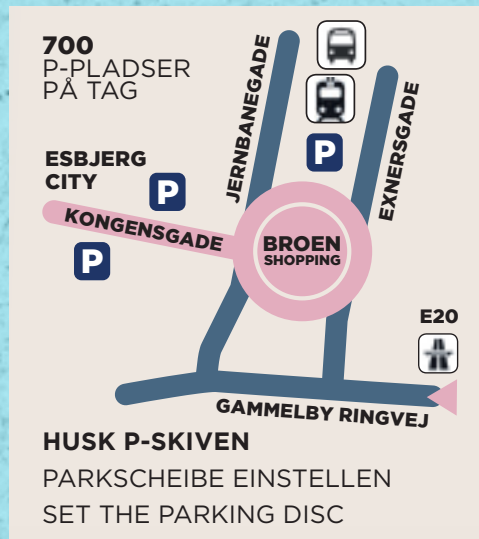 700
P-PLADSER
PÅ TAG
JERNBANEGADE
EXNERSGADE
P
ESBJERG
CITY
P
KONGENSGADE
P
BROEN
SHOPPING
E20
GAMMELBY RINGVEJ
HUSK P-SKIVEN
PARKSCHEIBE EINSTELLEN
SET THE PARKING DISC